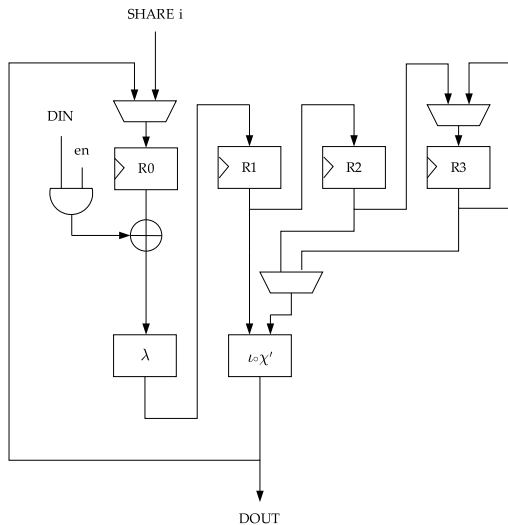 SHARE i
DIN
en
R0
R1
R2
R3
λ
ι∘χ′
DOUT